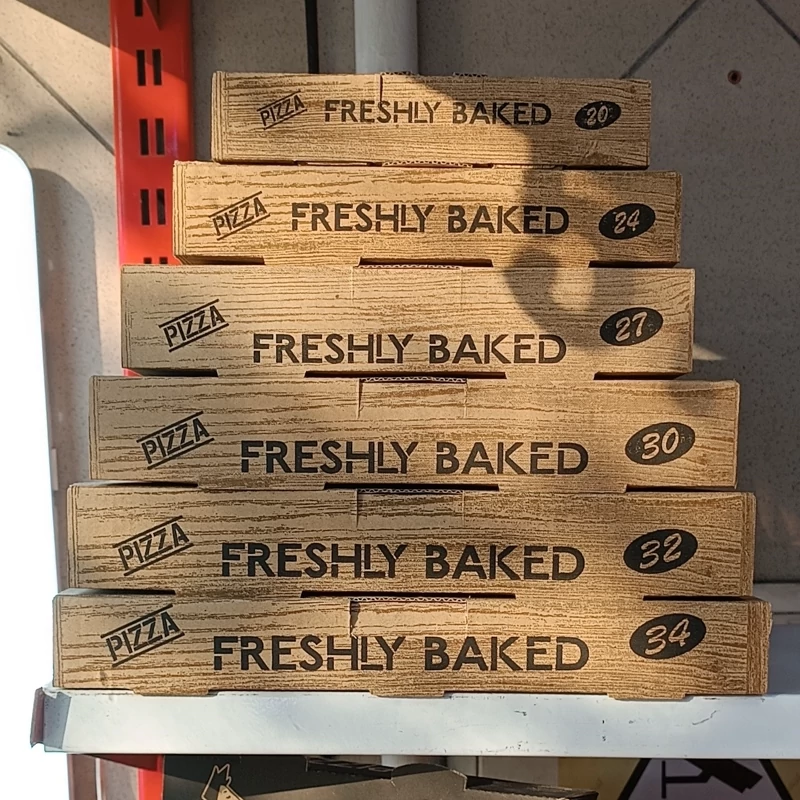 PIZZA FRESHLY BAKED 20
PIZZA FRESHLY BAKED 24
PIZZA FRESHLY BAKED 27
PIZZA FRESHLY BAKED 30
PIZZA FRESHLY BAKED 32
PIZZA FRESHLY BAKED 34